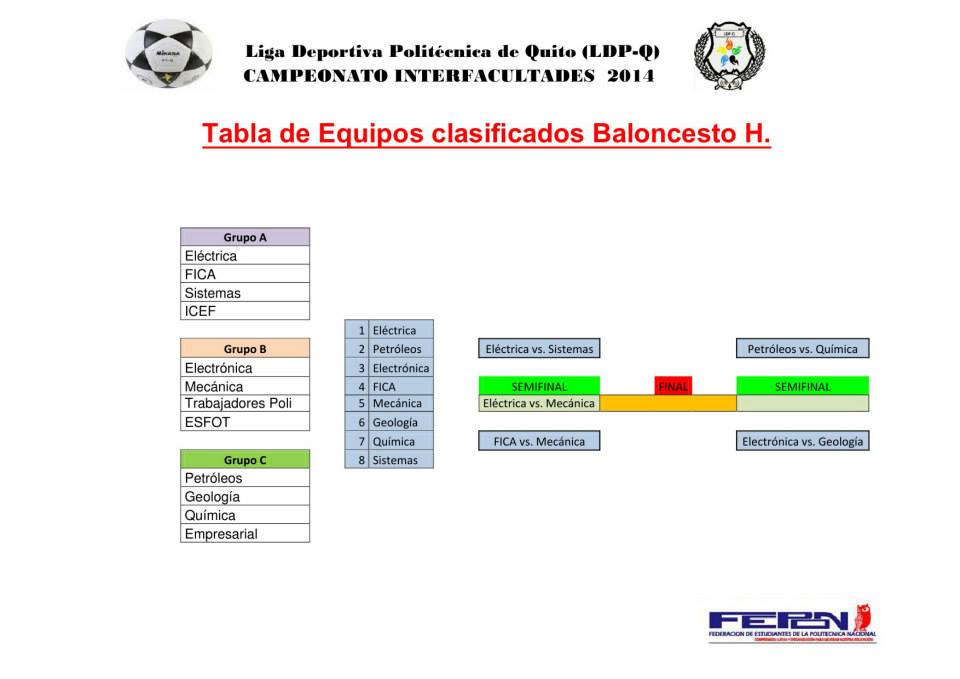 MIKASA
Liga Deportiva Politécnica de Quito (LDP-Q)
CAMPEONATO INTERFACULTADES 2014
LDP-Q
Tabla de Equipos clasificados Baloncesto H.
Grupo A
Eléctrica
FICA
Sistemas
ICEF
Grupo B
Electrónica
Mecánica
Trabajadores Poli
ESFOT
Grupo C
Petróleos
Geología
Química
Empresarial
1 Eléctrica
2 Petróleos
3 Electrónica
4 FICA
5 Mecánica
6 Geología
7 Química
8 Sistemas
Eléctrica vs. Sistemas
SEMIFINAL
Eléctrica vs. Mecánica
FICA vs. Mecánica
FINAL
Petróleos vs. Química
SEMIFINAL
Electrónica vs. Geología
FEPON
FEDERACION DE ESTUDIANTES DE LA POLITECNICA NACIONAL